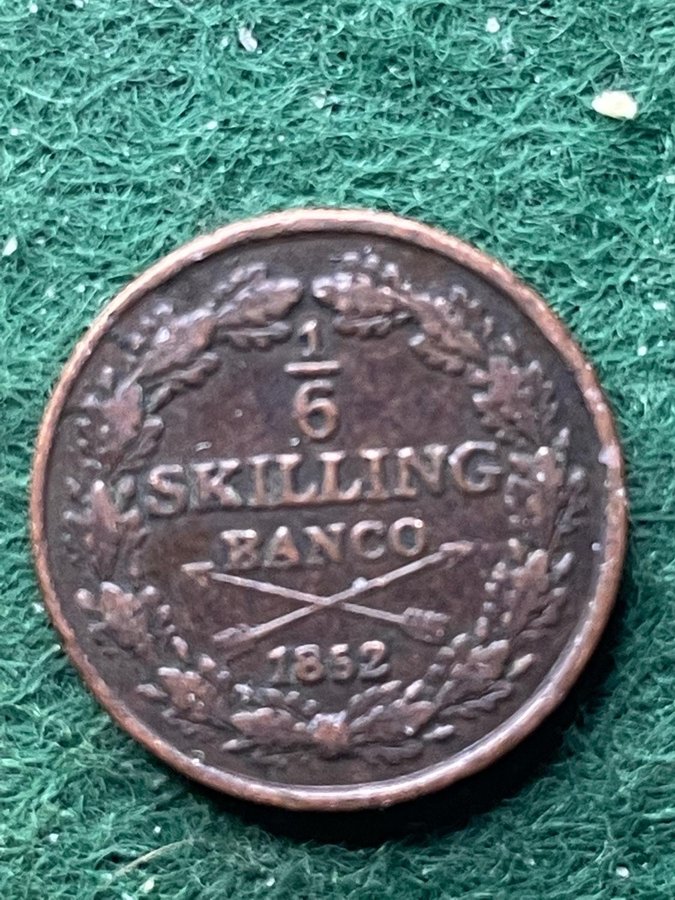 1/6
SKILLING
BANCO
1852